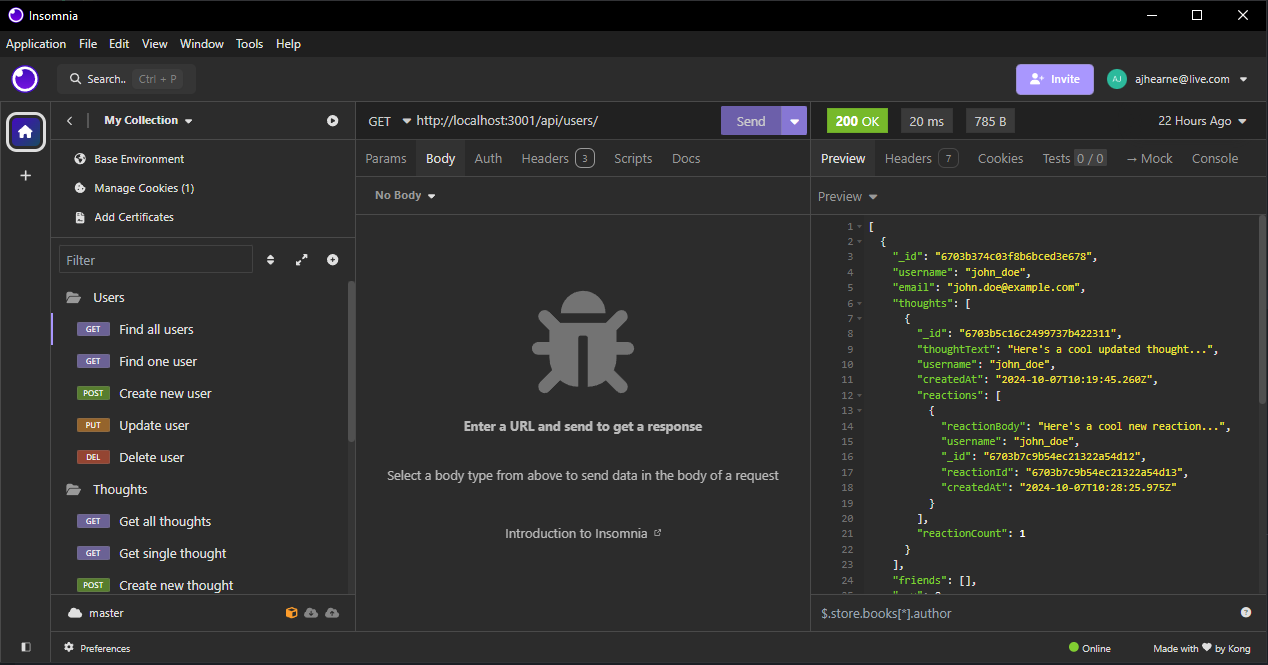 Insomnia
Application File Edit View Window Tools Help
Search.. Ctrl + P
Invite
AJ
ajhearne@live.com
My Collection
Base Environment
Manage Cookies (1)
Add Certificates
Filter
Users
GET Find all users
GET Find one user
POST Create new user
PUT Update user
DEL Delete user
Thoughts
GET Get all thoughts
GET Get single thought
POST Create new thought
master
GET http://localhost:3001/api/users/ Send
Params Body Auth Headers 3 Scripts Docs
No Body
Enter a URL and send to get a response
Select a body type from above to send data in the body of a request
Introduction to Insomnia
200 OK 20 ms 785 B 22 Hours Ago
Preview Headers 7 Cookies Tests 0 / 0 → Mock Console
Preview
1 [
2 {
3 "_id": "6703b374c03f8b6bced3e678",
4 "username": "john_doe",
5 "email": "john.doe@example.com",
6 "thoughts": [
7 {
8 "_id": "6703b5c16c2499737b422311",
9 "thoughtText": "Here's a cool updated thought...",
10 "username": "john_doe",
11 "createdAt": "2024-10-07T10:19:45.260Z",
12 "reactions": [
13 {
14 "reactionBody": "Here's a cool new reaction...",
15 "username": "john_doe",
16 "_id": "6703b7c9b54ec21322a54d12",
17 "reactionId": "6703b7c9b54ec21322a54d13",
18 "createdAt": "2024-10-07T10:28:25.975Z"
19 }
20 ],
21 "reactionCount": 1
22 }
23 ],
24 "friends": [],
$.store.books[*].author
Preferences
Online
Made with ♥ by Kong